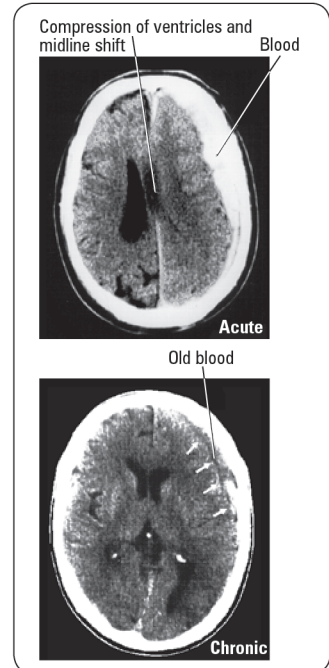 Compression of ventricles and
midline shift
Blood
Acute
Old blood
Chronic